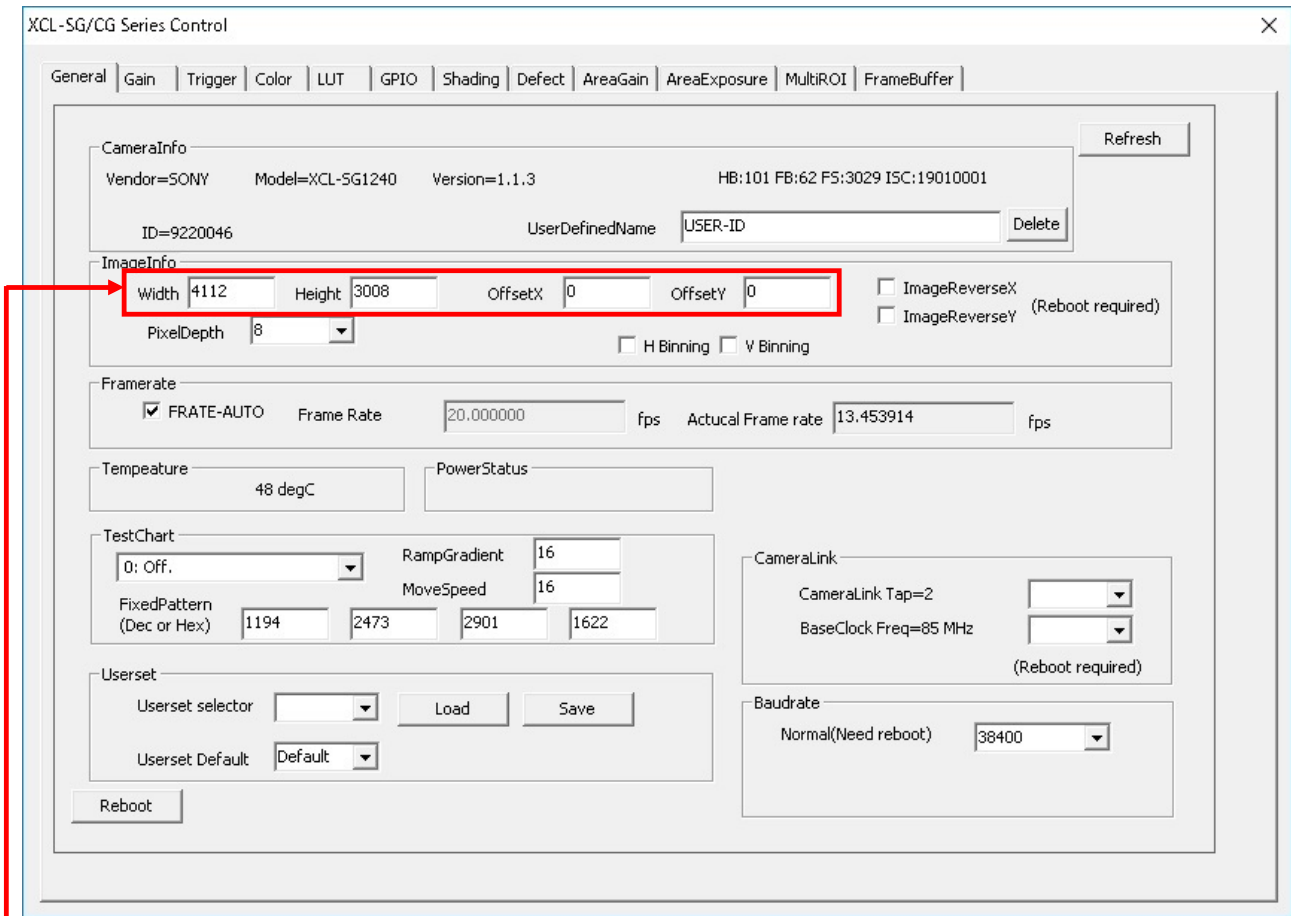 XCL-SG/CG Series Control
General Gain Trigger Color LUT GPIO Shading Defect AreaGain AreaExposure MultiROI FrameBuffer
Refresh
CameraInfo
Vendor=SONY Model=XCL-SG1240 Version=1.1.3 HB:101 FB:62 FS:3029 ISC:19010001
ID=9220046 UserDefinedName USER-ID Delete
ImageInfo
Width 4112 Height 3008 OffsetX 0 OffsetY 0 ImageReverseX
ImageReverseY (Reboot required)
PixelDepth 8
H Binning V Binning
Framerate
FRATE-AUTO Frame Rate 20.000000 fps Actucal Frame rate 13.453914 fps
Tempeature
48 degC
PowerStatus
TestChart
0: Off.
RampGradient 16
MoveSpeed 16
FixedPattern
(Dec or Hex) 1194 2473 2901 1622
CameraLink
CameraLink Tap=2
BaseClock Freq=85 MHz
(Reboot required)
Userset
Userset selector Load Save
Userset Default Default
Baudrate
Normal(Need reboot) 38400
Reboot